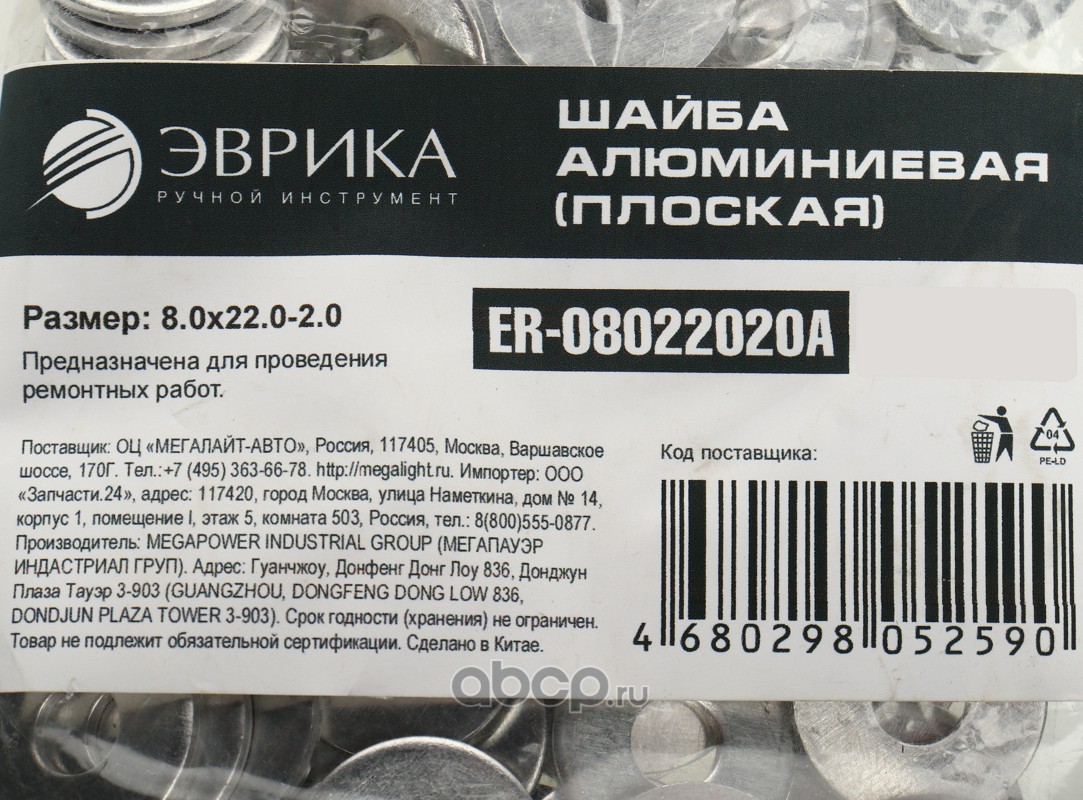 ЭВРИКА
РУЧНОЙ ИНСТРУМЕНТ
ШАЙБА
АЛЮМИНИЕВАЯ
(ПЛОСКАЯ)
Размер: 8.0x22.0-2.0
Предназначена для проведения
ремонтных работ.
ER-08022020A
Поставщик: ОЦ «МЕГАЛАЙТ-АВТО», Россия, 117405, Москва, Варшавское
шоссе, 170Г. Тел.:+7 (495) 363-66-78. http://megalight.ru. Импортер: ООО
«Запчасти.24», адрес: 117420, город Москва, улица Наметкина, дом № 14,
корпус 1, помещение I, этаж 5, комната 503, Россия, тел.: 8(800)555-0877.
Производитель: MEGAPOWER INDUSTRIAL GROUP (МЕГАПАУЭР
ИНДАСТРИАЛ ГРУП). Адрес: Гуанчжоу, Донфенг Донг Лоу 836, Донджун
Плаза Тауэр 3-903 (GUANGZHOU, DONGFENG DONG LOW 836,
DONDJUN PLAZA TOWER 3-903). Срок годности (хранения) не ограничен.
Товар не подлежит обязательной сертификации. Сделано в Китае.
04
PE-LD
Код поставщика:
4 680298 052590
abcp.ru